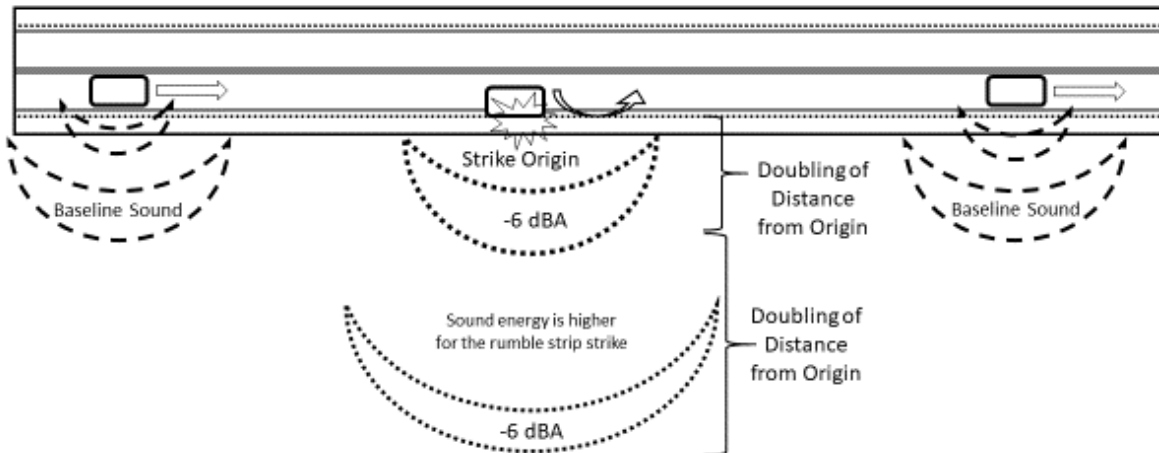 Strike Origin
Baseline Sound
-6 dBA
Doubling of
Distance
from Origin
Baseline Sound
Sound energy is higher
for the rumble strip strike
Doubling of
Distance
from Origin
-6 dBA